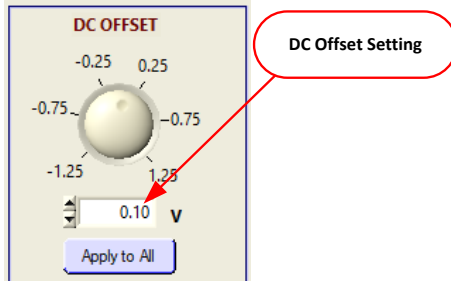 DC OFFSET
DC Offset Setting
-0.25 0.25
-0.75 -0.75
-1.25 1.25
0.10 V
Apply to All